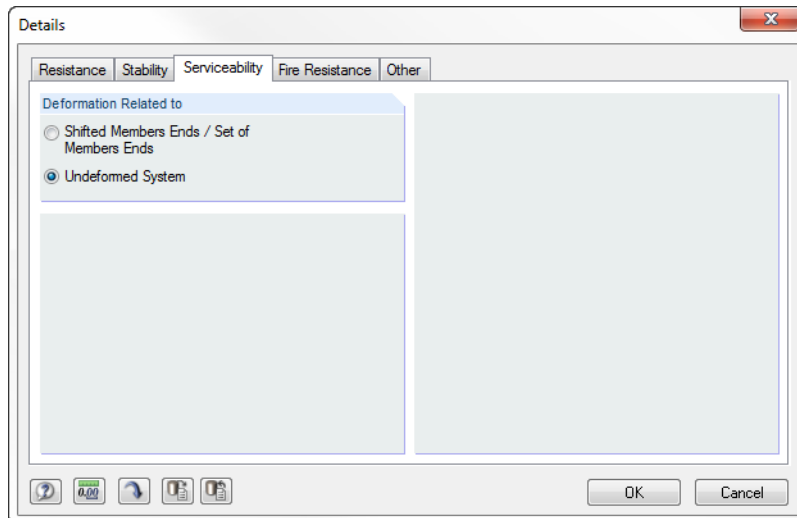 Details
Resistance Stability Serviceability Fire Resistance Other
Deformation Related to
Shifted Members Ends / Set of
Members Ends
Undeformed System
0.00
OK Cancel